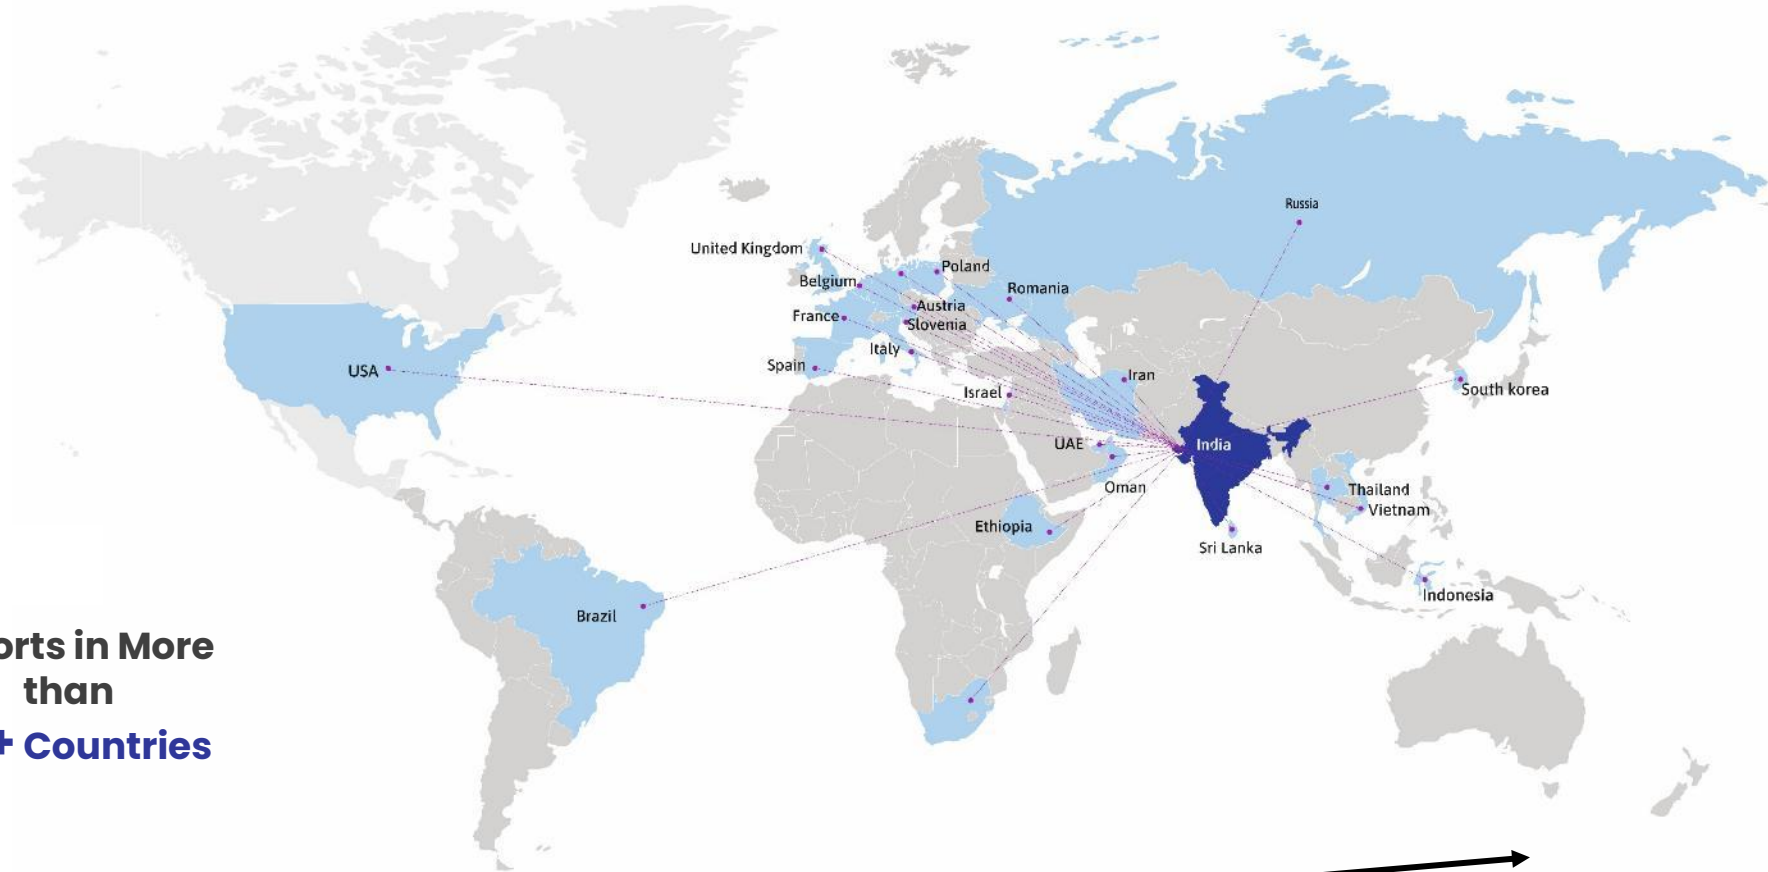 Russia
United Kingdom
Poland
Belgium
Romania
Austria
France
Slovenia
Italy
Spain
USA
Iran
Israel
South korea
UAE
India
Oman
Thailand
Vietnam
Ethiopia
Sri Lanka
Indonesia
Brazil
orts in More
than
+ Countries